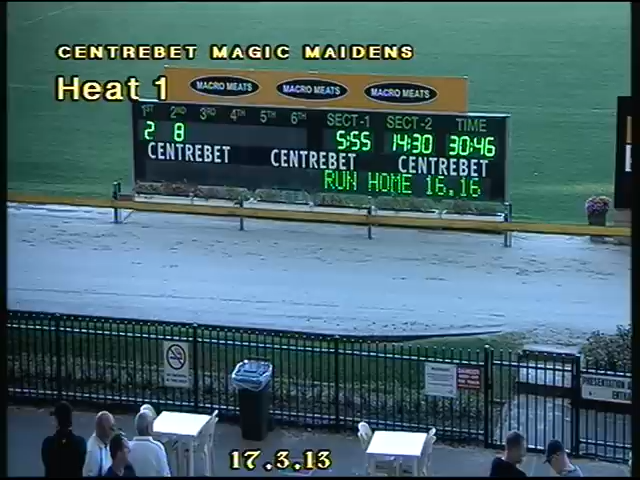 CENTREBET MAGIC MAIDENS
Heat 1
MACRO MEATS MACRO MEATS MACRO MEATS
1ST 2ND 3RD 4TH 5TH 6TH SECT-1 SECT-2 TIME
2 8 5:55 14:30 30:46
CENTREBET CENTREBET CENTREBET
RUN HOME 16.16
DANGER
PRESENTATION
17.3.13